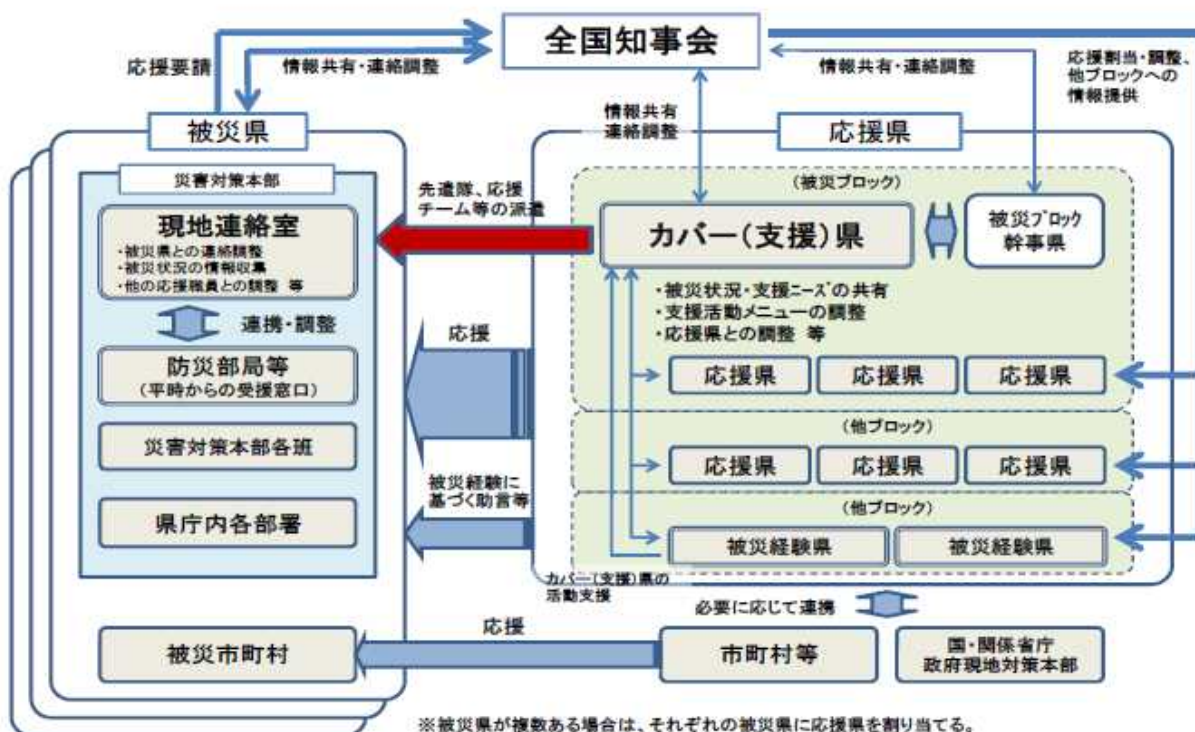 全国知事会
応援要請
情報共有・連絡調整
情報共有・連絡調整
応援割当・調整、
他ブロックへの
情報提供
情報共有
連絡調整
被災県
応援県
災害対策本部
現地連絡室
・被災県との連絡調整
・被災状況の情報収集
・他の応援職員との調整 等
連携・調整
防災部局等
(平時からの受援窓口)
災害対策本部各班
県庁内各部署
被災市町村
先遣隊、応援
チーム等の派遣
応援
被災経験に
基づく助言等
(被災ブロック)
カバー(支援)県
被災ブロック
幹事県
・被災状況・支援ニーズの共有
・支援活動メニューの調整
・応援県との調整 等
応援県
応援県
応援県
(他ブロック)
応援県
応援県
応援県
(他ブロック)
被災経験県
被災経験県
カバー(支援)県の
活動支援
必要に応じて連携
応援
市町村等
国・関係省庁
政府現地対策本部
※被災県が複数ある場合は、それぞれの被災県に応援県を割り当てる。